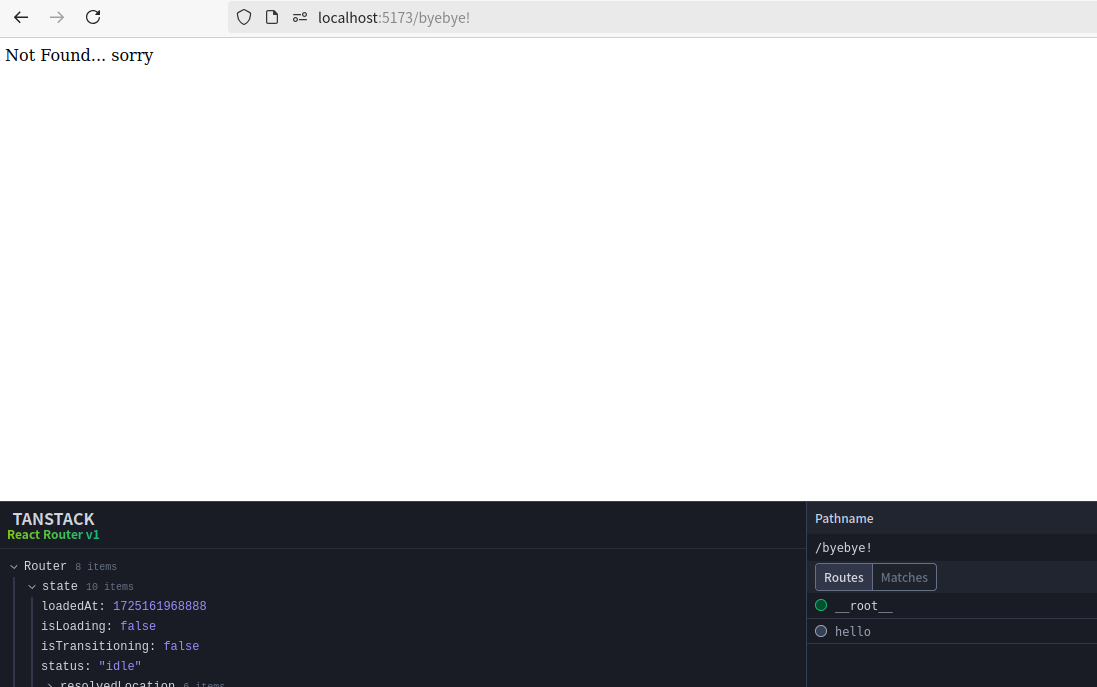 localhost:5173/byebye!
Not Found... sorry
TANSTACK
React Router v1
Router 8 items
state 10 items
loadedAt: 1725161968888
isLoading: false
isTransitioning: false
status: "idle"
resolvedLocation 6 items
Pathname
/byebye!
Routes Matches
__root__
hello